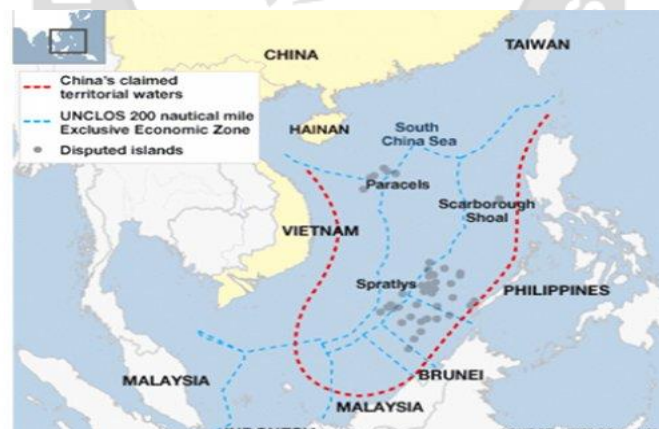 China's claimed
territorial waters
UNCLOS 200 nautical mile
Exclusive Economic Zone
Disputed islands
CHINA
TAIWAN
HAINAN
South
China Sea
Paracels
Scarborough
Shoal
VIETNAM
Spratlys
PHILIPPINES
MALAYSIA
BRUNEI
MALAYSIA